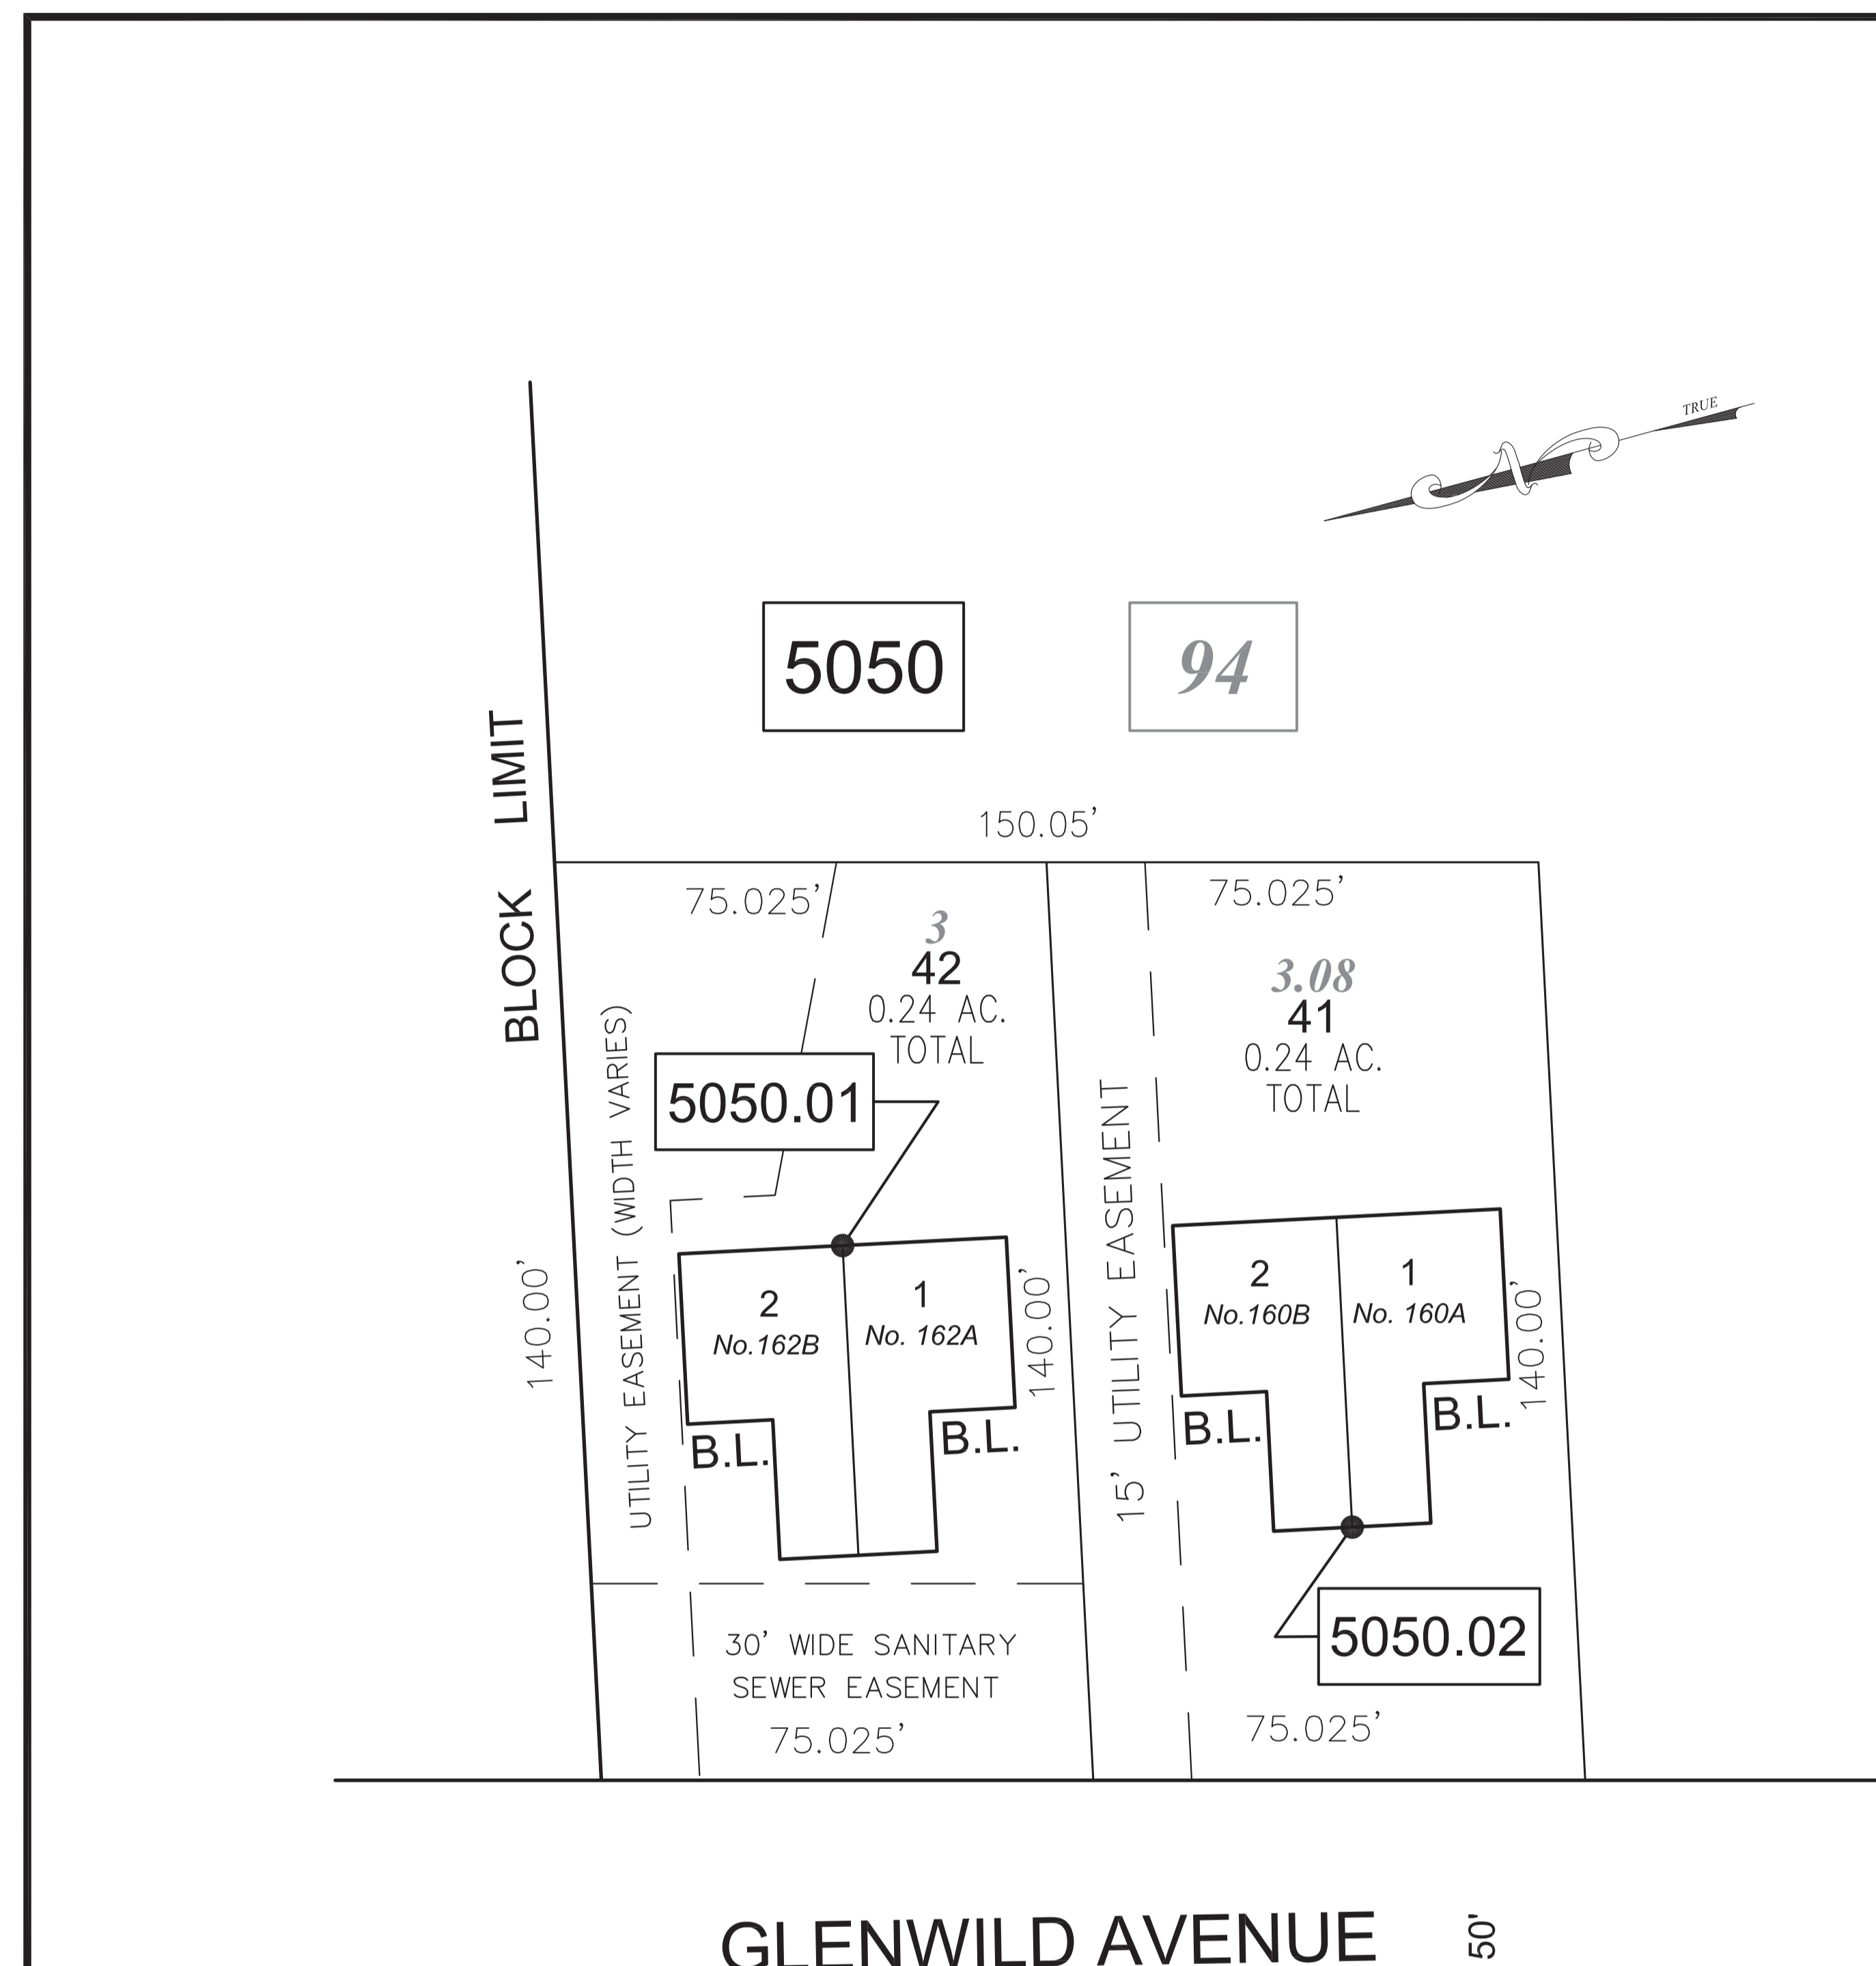 TRUE
N
5050
94
BLOCK LIMIT
150.05'
75.025'
75.025'
3
42
0.24 AC.
TOTAL
3.08
41
0.24 AC.
TOTAL
5050.01
UTILITY EASEMENT (WIDTH VARIES)
15' UTILITY EASEMENT
140.00'
2
No.162B
1
No. 162A
140.00'
2
No.160B
1
No. 160A
140.00'
B.L.
B.L.
B.L.
B.L.
30' WIDE SANITARY
SEWER EASEMENT
75.025'
5050.02
75.025'
GLENWILD AVENUE
50'